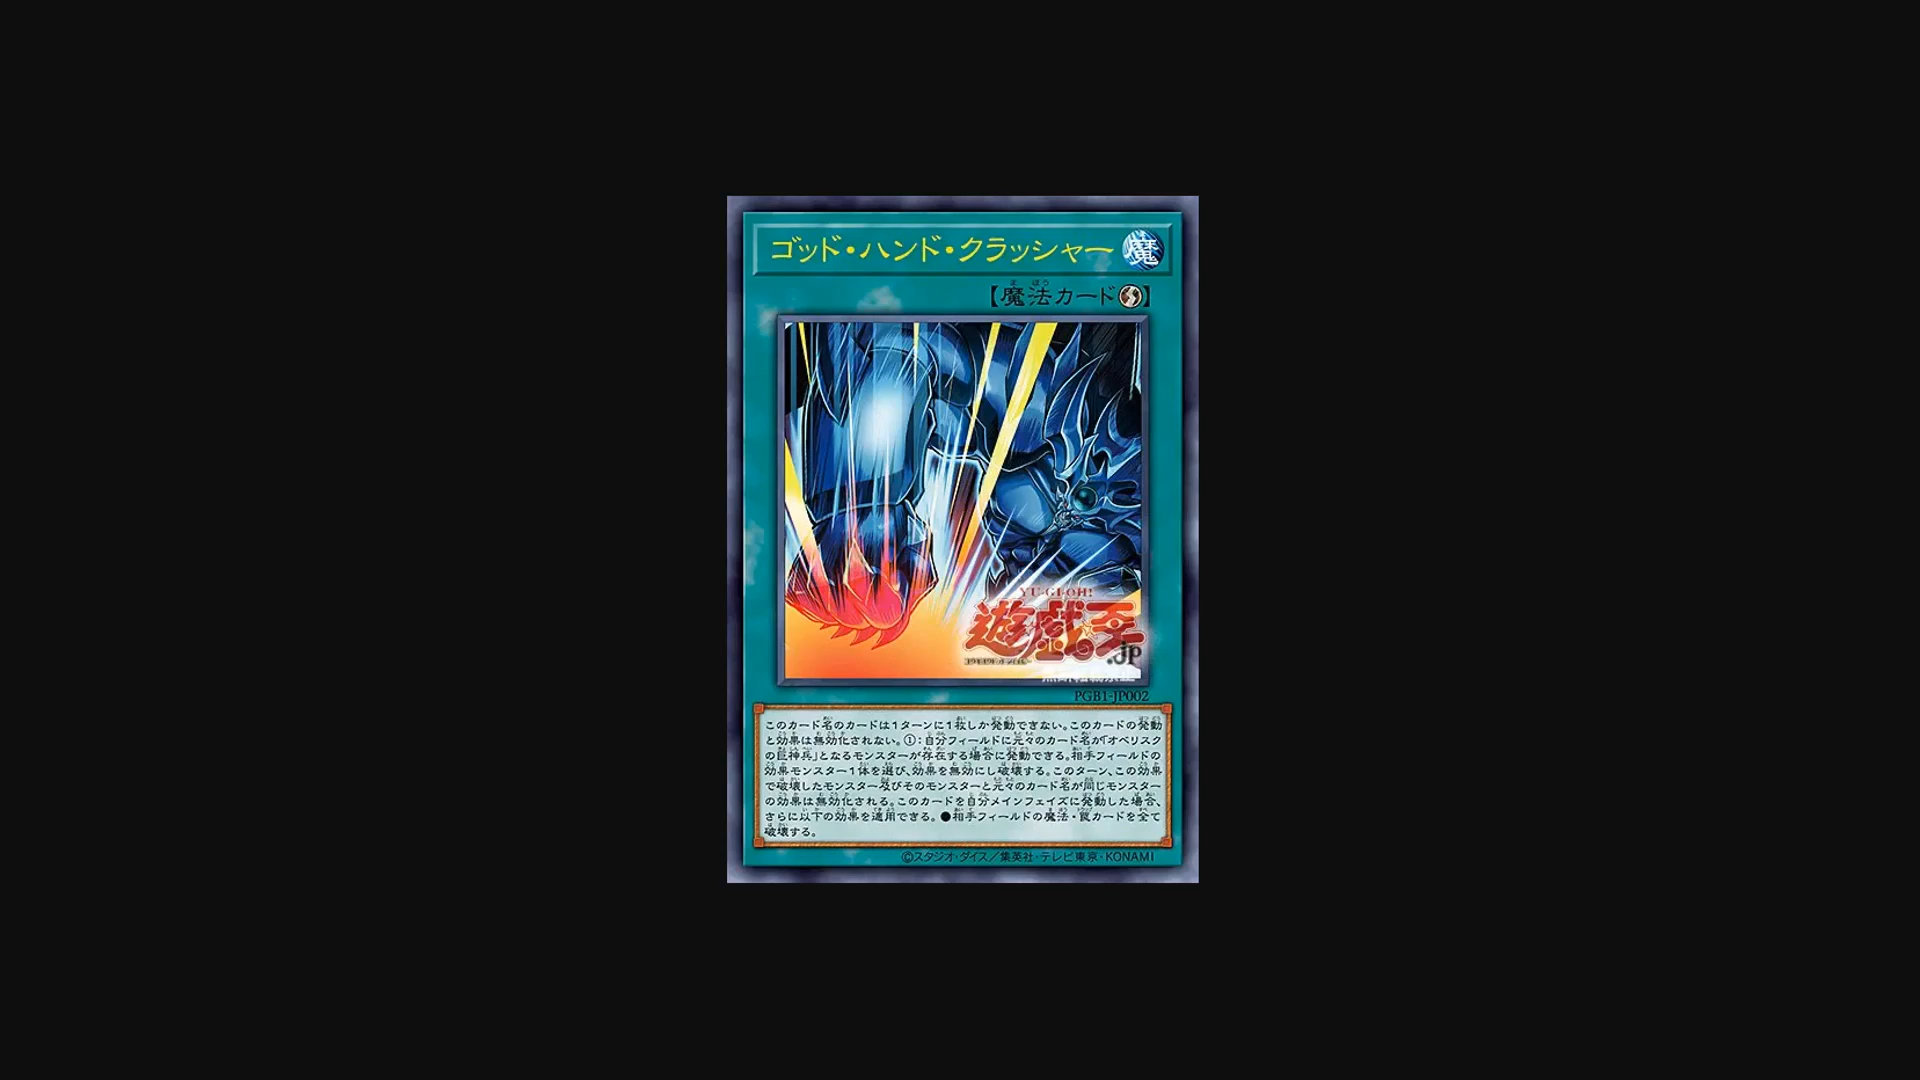 ゴッド・ハンド・クラッシャー
魔
【魔法カード】
YU-GI-OH!
遊戯王
.jp
PGB1-JP002
このカード名のカードは1ターンに1枚しか発動できない。このカードの発動
と効果は無効化されない。①：自分フィールドに元々のカード名が「オベリスク
の巨神兵」となるモンスターが存在する場合に発動できる。相手フィールドの
効果モンスター1体を選び、効果を無効にし破壊する。このターン、この効果
で破壊したモンスター及びそのモンスターと元々のカード名が同じモンスター
の効果は無効化される。このカードを自分メインフェイズに発動した場合、
さらに以下の効果を適用できる。●相手フィールドの魔法・罠カードを全て
破壊する。
©スタジオ・ダイス／集英社・テレビ東京・KONAMI